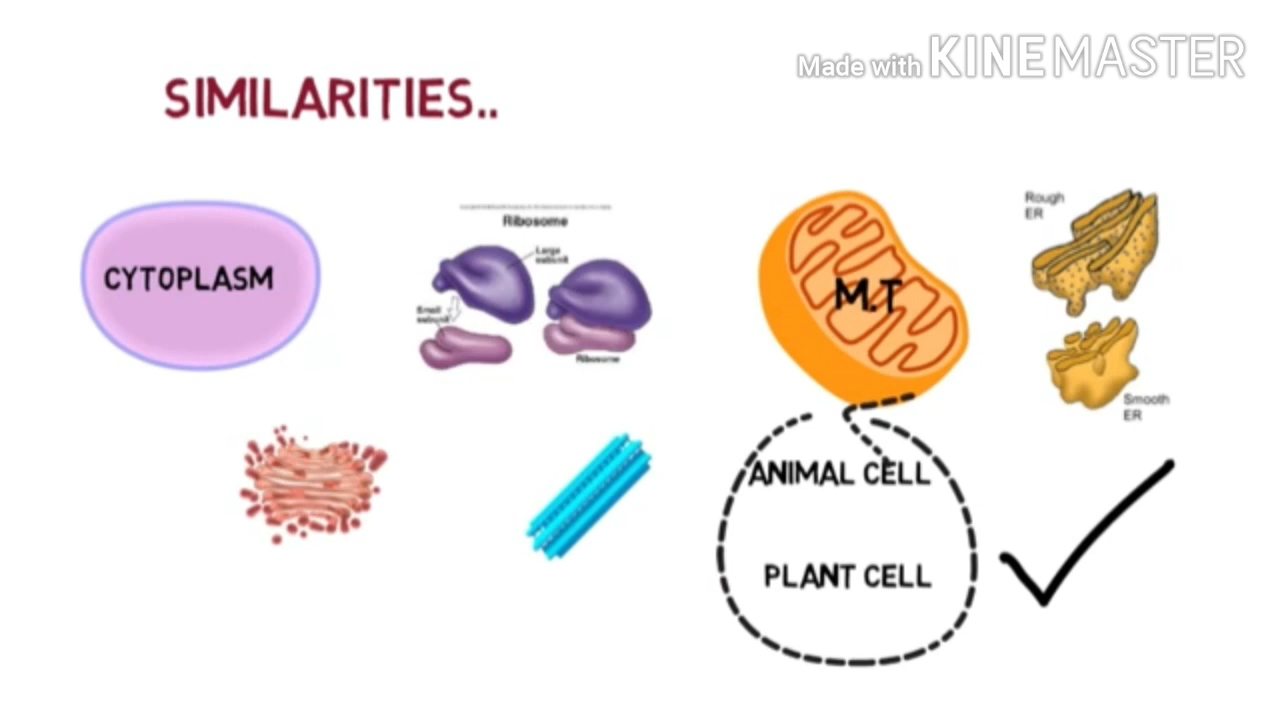 Made with KINEMASTER
SIMILARITIES..
CYTOPLASM
Ribosome
Large
subunit
Small
subunit
Ribosome
M.T
Rough
ER
Smooth
ER
ANIMAL CELL
PLANT CELL